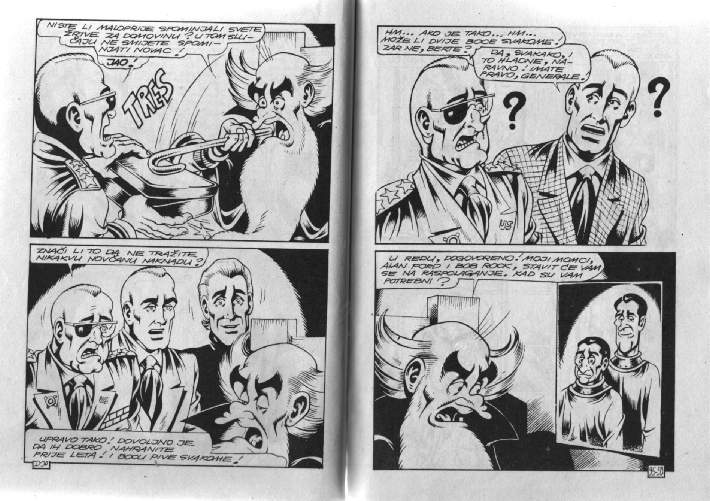 NISTE LI MALOPRIJE SPOMINJALI SVETE
ŽRTVE ZA DOMOVINU? U TOM SLU-
ČAJU NE SMIJETE SPOMI-
NJATI NOVAC!
JAO!
TRES
ZNAČI LI TO DA NE TRAŽITE
NIKAKVU NOVČANU NAKNADU?
UPRAVO TAKO! DOVOLJNO JE
DA IH DOBRO NAHRANITE
PRIJE LETA! I BOCU PIVE SVAKOME!
HM... AKO JE TAKO... HM...
MOŽE LI DVIJE BOCE SVAKOME!
ZAR NE, BERTE?
DA, SVAKAKO, I
TO HLADNE, NA-
RAVNO! IMATE
PRAVO, GENERALE!
?
?
U REDU, DOGOVORENO! MOJI MOMCI,
ALAN FORD I BOB ROCK, STAVIT ĆE VAM
SE NA RASPOLAGANJE. KAD SU VAM
POTREBNI?